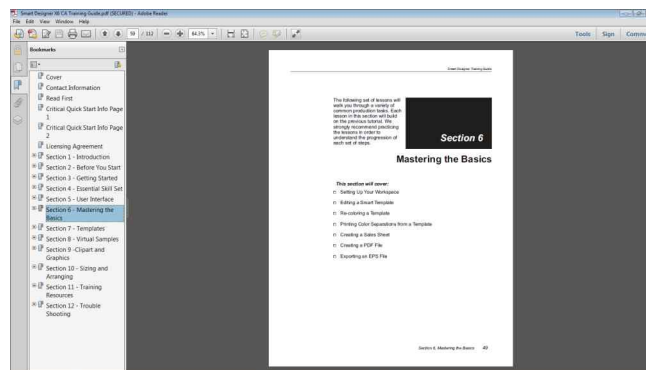 Smart Designer X6 CA Training Guide.pdf (SECURED) - Adobe Reader
File Edit View Window Help
59 / 112 84.3% Tools Sign Comm
Bookmarks
Cover
Contact Information
Read First
Critical Quick Start Info Page
1
Critical Quick Start Info Page
2
Licensing Agreement
Section 1 - Introduction
Section 2 - Before You Start
Section 3 - Getting Started
Section 4 - Essential Skill Set
Section 5 - User Interface
Section 6 - Mastering the
Basics
Section 7 - Templates
Section 8 - Virtual Samples
Section 9 -Clipart and
Graphics
Section 10 - Sizing and
Arranging
Section 11 - Training
Resources
Section 12 - Trouble
Shooting
Smart Designer Training Guide
The following set of lessons will
walk you through a variety of
common production tasks. Each
lesson in this section will build
on the previous tutorial. We
strongly recommend practicing
the lessons in order to
understand the progression of
each set of steps.
Section 6
Mastering the Basics
This section will cover:
Setting Up Your Workspace
Editing a Smart Template
Re-coloring a Template
Printing Color Separations from a Template
Creating a Sales Sheet
Creating a PDF File
Exporting an EPS File
Section 6, Mastering the Basics 49